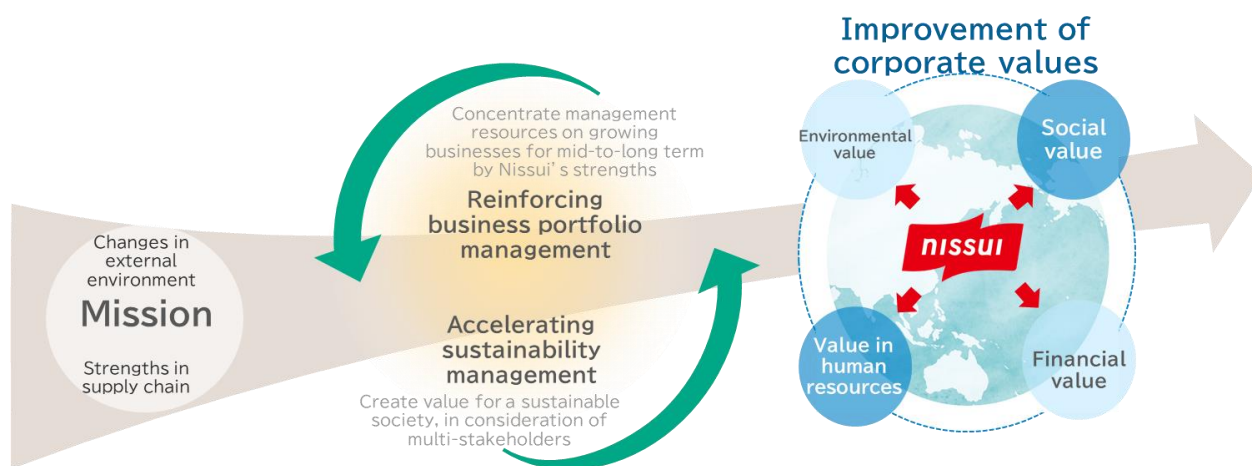 Improvement of
corporate values
Concentrate management
resources on growing
businesses for mid-to-long term
by Nissui's strengths
Reinforcing
business portfolio
management
Changes in
external
environment
Mission
Strengths in
supply chain
Accelerating
sustainability
management
Create value for a sustainable
society, in consideration of
multi-stakeholders
Environmental
value
Social
value
nissui
Value in
human
resources
Financial
value